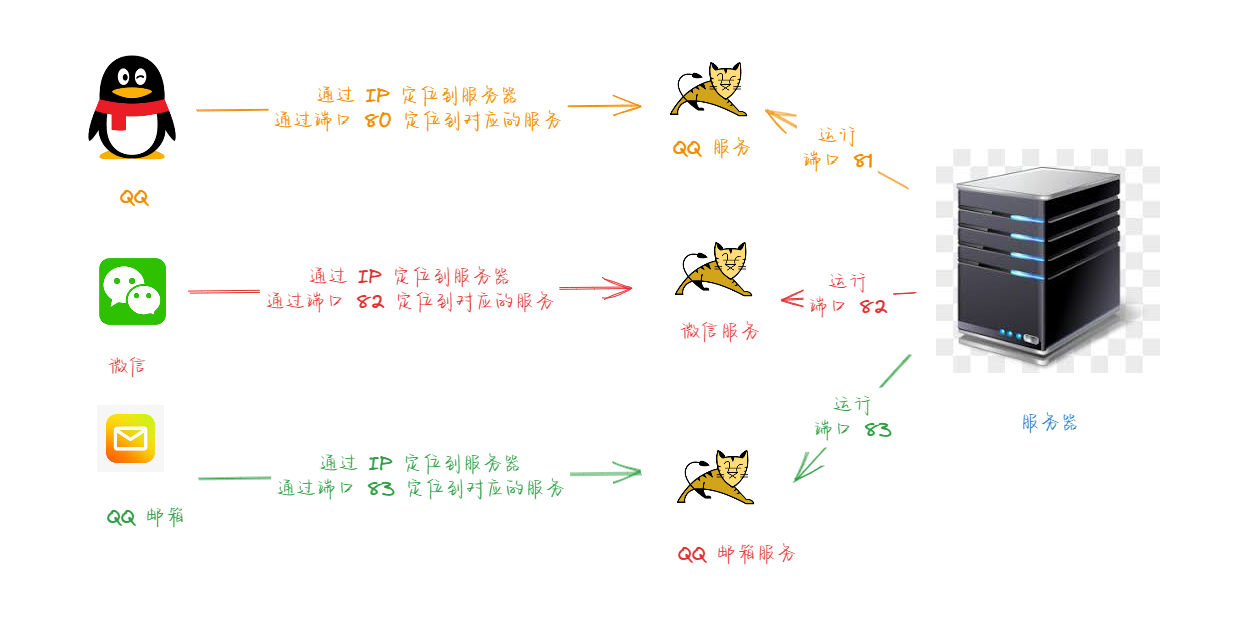 通过 IP 定位到服务器
通过端口 80 定位到对应的服务
QQ
QQ 服务
运行
端口 81
通过 IP 定位到服务器
通过端口 82 定位到对应的服务
微信
微信服务
运行
端口 82
通过 IP 定位到服务器
通过端口 83 定位到对应的服务
QQ 邮箱
QQ 邮箱服务
运行
端口 83
服务器